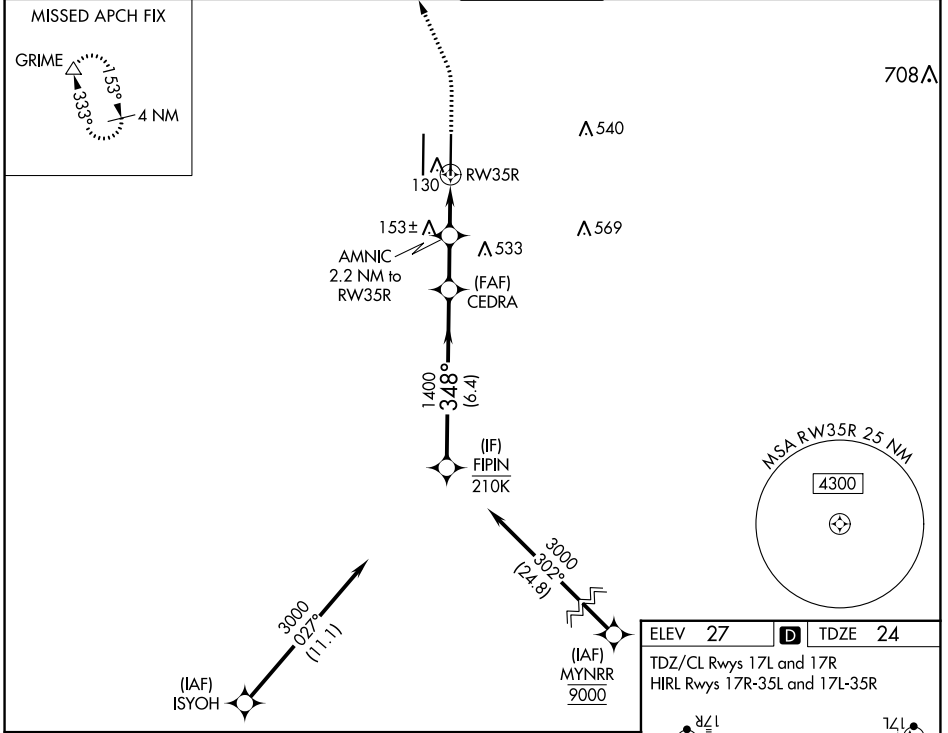 MISSED APCH FIX
GRIME
153°
333°
4 NM
708
540
130
RW35R
153±
569
533
AMNIC
2.2 NM to
RW35R
(FAF)
CEDRA
1400
348°
(6.4)
(IF)
FIPIN
210K
MSA RW35R 25 NM
4300
3000
302°
(24.8)
3000
027°
(11.1)
(IAF)
ISYOH
(IAF)
MYNRR
9000
ELEV 27 D TDZE 24
TDZ/CL Rwys 17L and 17R
HIRL Rwys 17R-35L and 17L-35R
17R
17L